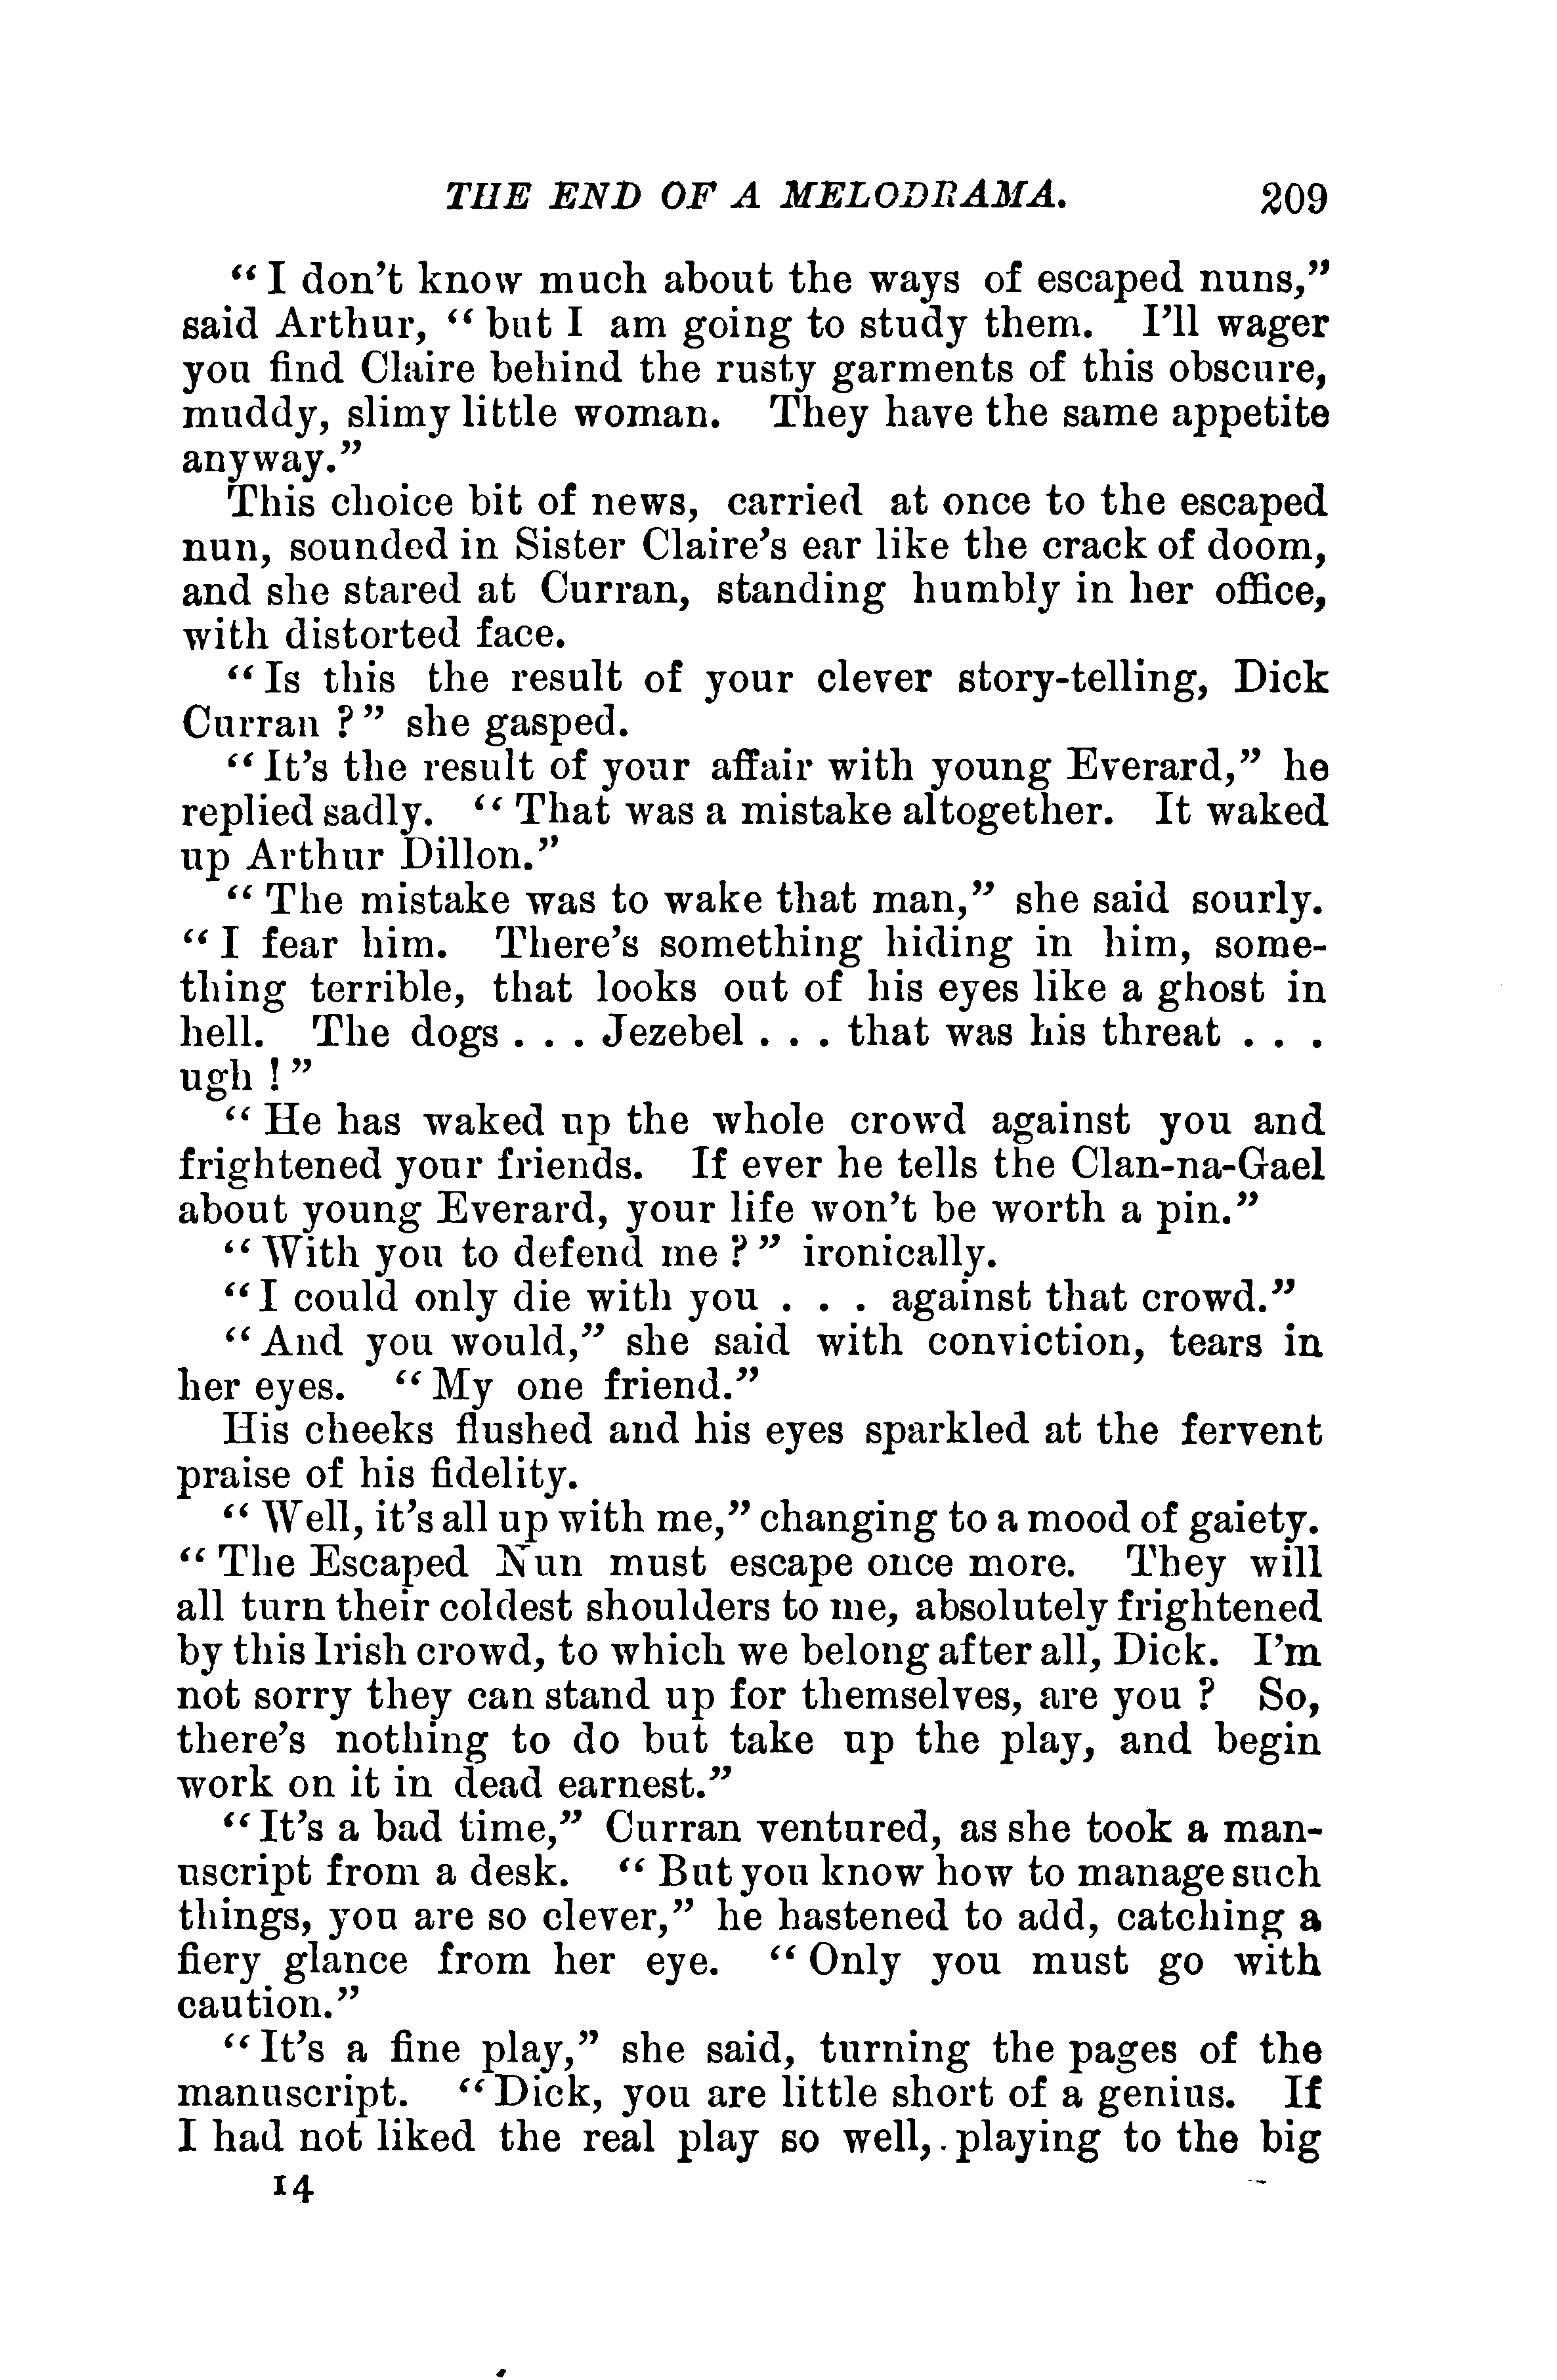 THE END OF A MELODRAMA. 209
“I don’t know much about the ways of escaped nuns,”
said Arthur, “but I am going to study them. I’ll wager
you find Claire behind the rusty garments of this obscure,
muddy, slimy little woman. They have the same appetite
anyway.”
This choice bit of news, carried at once to the escaped
nun, sounded in Sister Claire’s ear like the crack of doom,
and she stared at Curran, standing humbly in her office,
with distorted face.
“Is this the result of your clever story-telling, Dick
Curran?” she gasped.
“It’s the result of your affair with young Everard,” he
replied sadly. “That was a mistake altogether. It waked
up Arthur Dillon.”
“The mistake was to wake that man,” she said sourly.
“I fear him. There’s something hiding in him, some-
thing terrible, that looks out of his eyes like a ghost in
hell. The dogs . . . Jezebel . . . that was his threat . . .
ugh!”
“He has waked up the whole crowd against you and
frightened your friends. If ever he tells the Clan-na-Gael
about young Everard, your life won’t be worth a pin.”
“With you to defend me?” ironically.
“I could only die with you . . . against that crowd.”
“And you would,” she said with conviction, tears in
her eyes. “My one friend.”
His cheeks flushed and his eyes sparkled at the fervent
praise of his fidelity.
“Well, it’s all up with me,” changing to a mood of gaiety.
“The Escaped Nun must escape once more. They will
all turn their coldest shoulders to me, absolutely frightened
by this Irish crowd, to which we belong after all, Dick. I’m
not sorry they can stand up for themselves, are you? So,
there’s nothing to do but take up the play, and begin
work on it in dead earnest.”
“It’s a bad time,” Curran ventured, as she took a man-
uscript from a desk. “But you know how to manage such
things, you are so clever,” he hastened to add, catching a
fiery glance from her eye. “Only you must go with
caution.”
“It’s a fine play,” she said, turning the pages of the
manuscript. “Dick, you are little short of a genius. If
I had not liked the real play so well, playing to the big
14